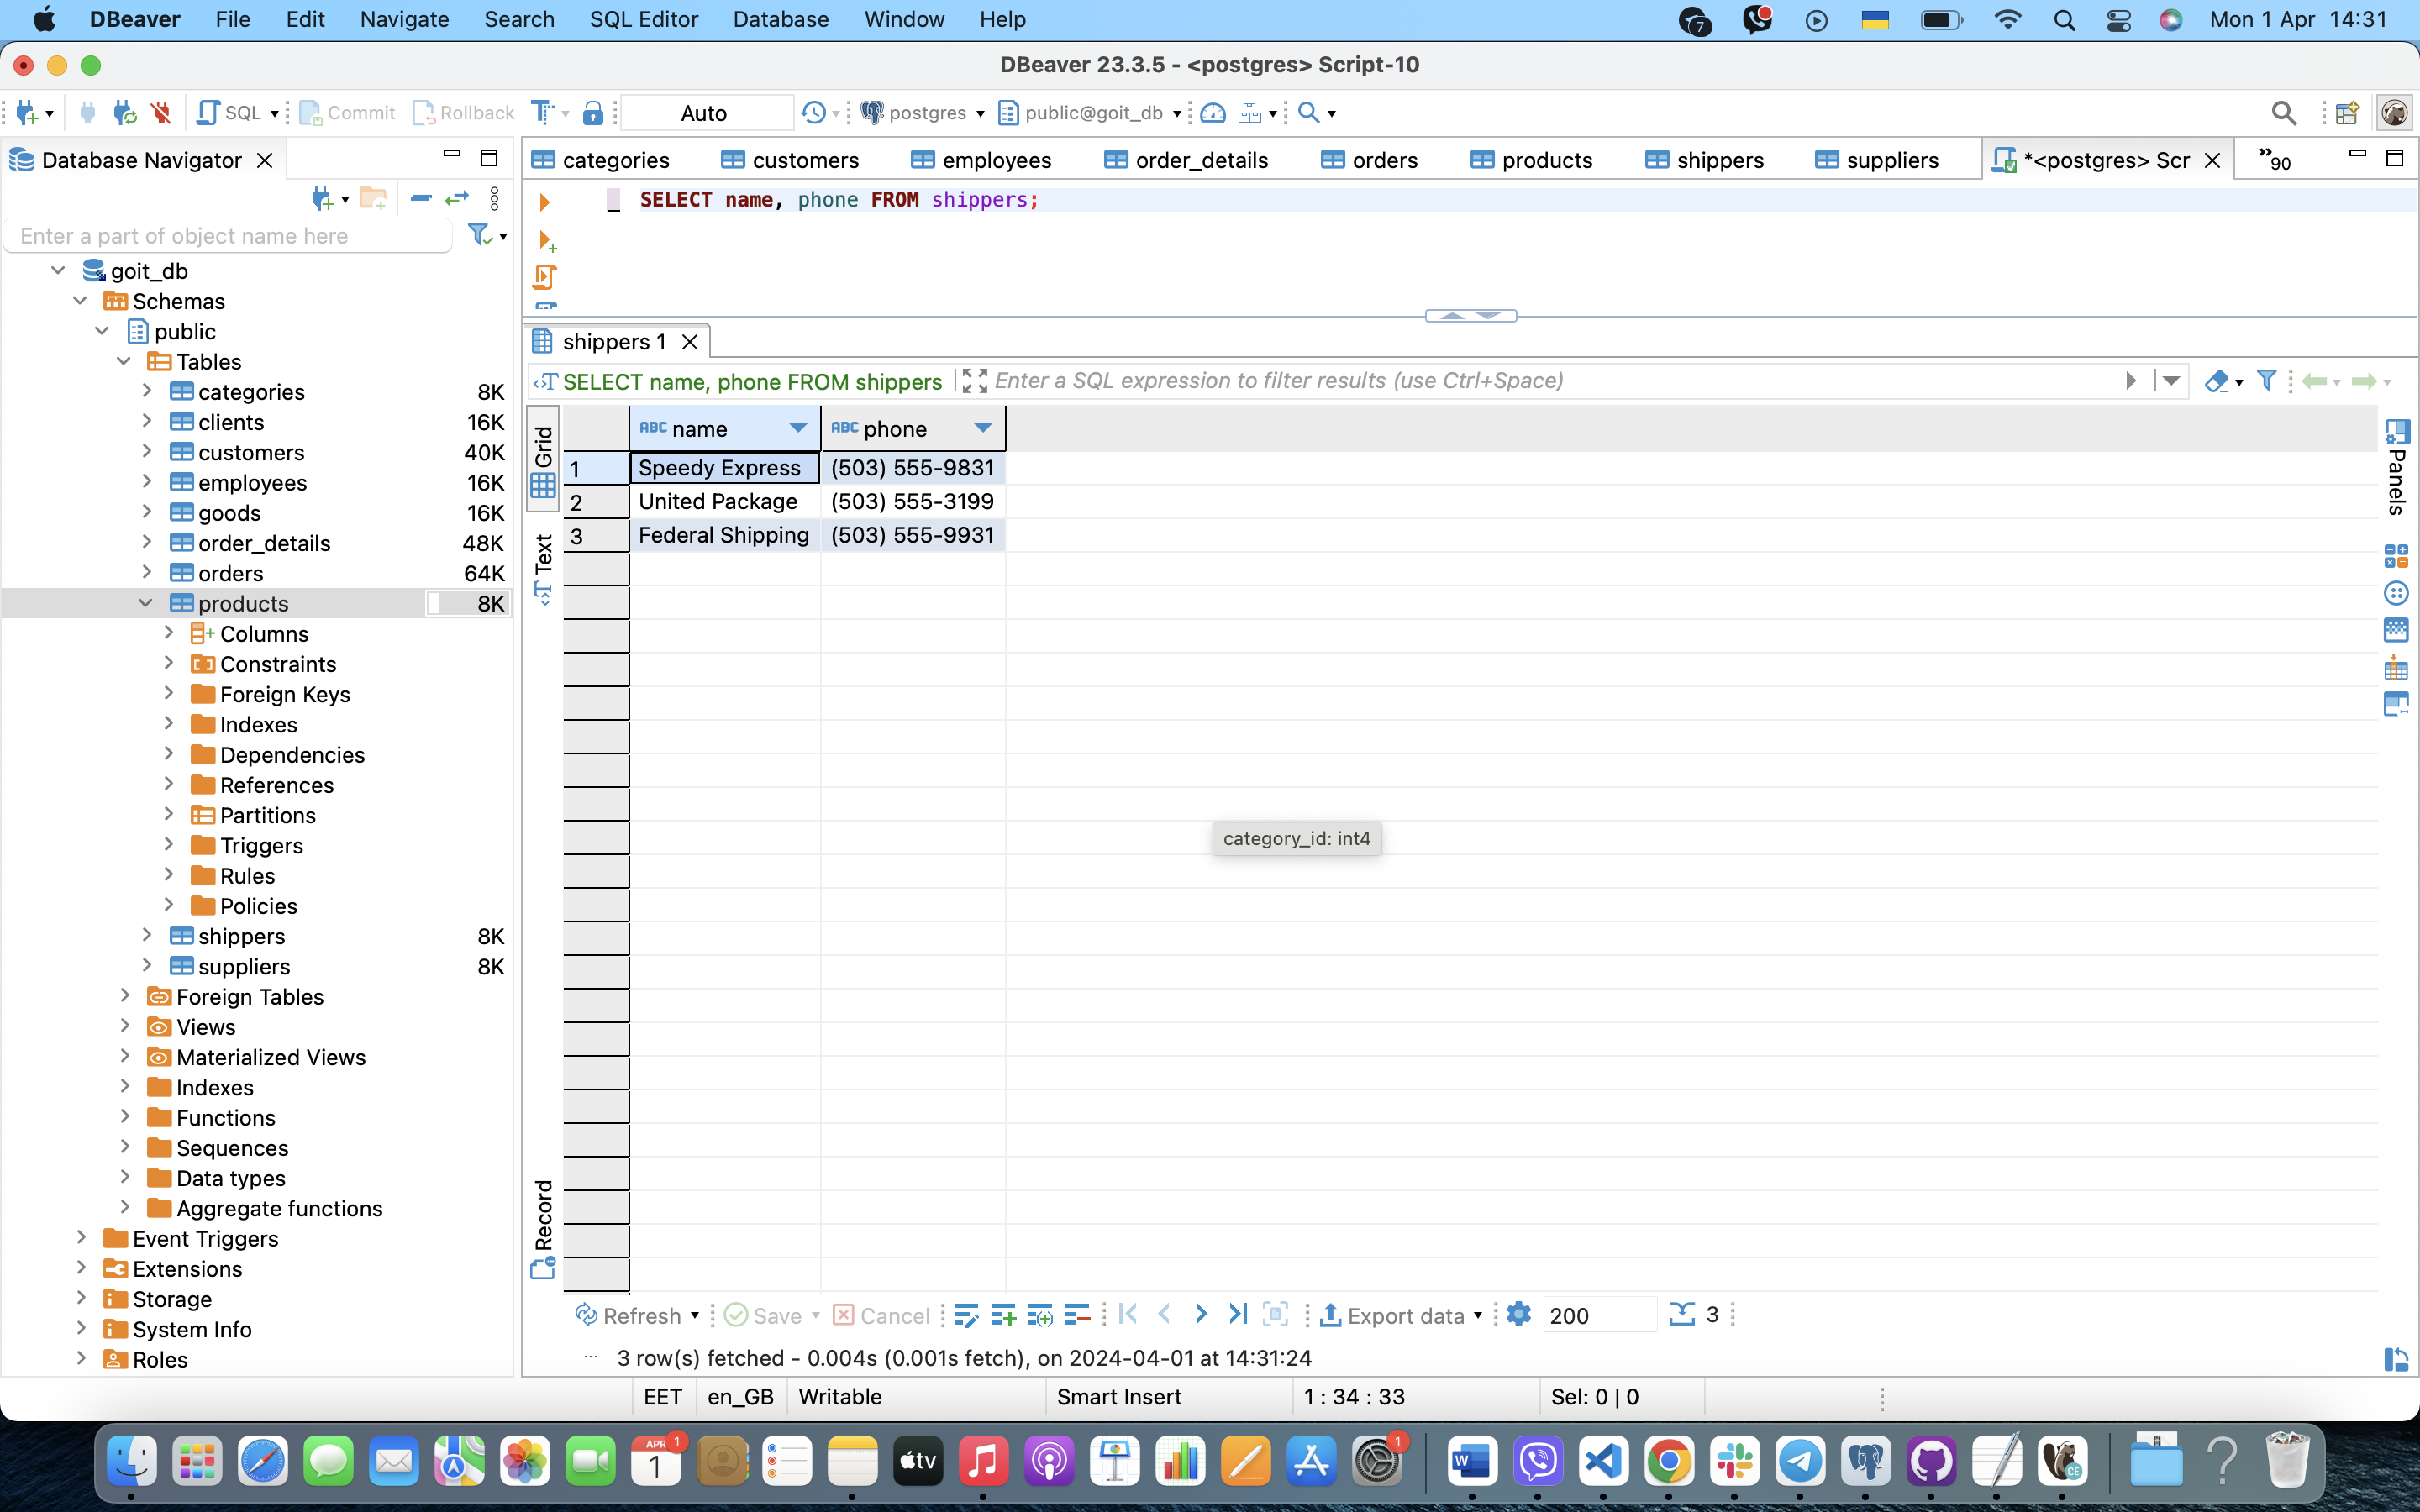 DBeaver File Edit Navigate Search SQL Editor Database Window Help 7 Mon 1 Apr 14:31
DBeaver 23.3.5 - <postgres> Script-10
SQL Commit Rollback Auto postgres public@goit_db
Database Navigator
categories customers employees order_details orders products shippers suppliers *<postgres> Scr »90
SELECT name, phone FROM shippers;
Enter a part of object name here
goit_db
Schemas
public
Tables
categories 8K
clients 16K
customers 40K
employees 16K
goods 16K
order_details 48K
orders 64K
products 8K
Columns
Constraints
Foreign Keys
Indexes
Dependencies
References
Partitions
Triggers
Rules
Policies
shippers 8K
suppliers 8K
Foreign Tables
Views
Materialized Views
Indexes
Functions
Sequences
Data types
Aggregate functions
Event Triggers
Extensions
Storage
System Info
Roles
shippers 1
SELECT name, phone FROM shippers Enter a SQL expression to filter results (use Ctrl+Space)
Grid
Text
Record
ABC name ABC phone
1 Speedy Express (503) 555-9831
2 United Package (503) 555-3199
3 Federal Shipping (503) 555-9931
category_id: int4
Panels
Refresh Save Cancel Export data 200 3
3 row(s) fetched - 0.004s (0.001s fetch), on 2024-04-01 at 14:31:24
EET en_GB Writable Smart Insert 1 : 34 : 33 Sel: 0 | 0
APR 1
1
tv
1
W
CE